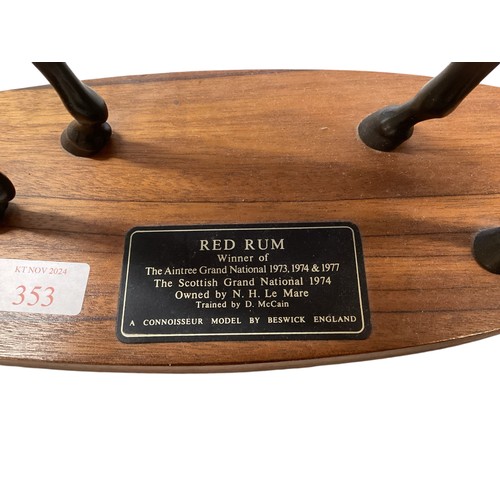 KT NOV 2024
353
RED RUM
Winner of
The Aintree Grand National 1973, 1974 & 1977
The Scottish Grand National 1974
Owned by N. H. Le Mare
Trained by D. McCain
A CONNOISSEUR MODEL BY BESWICK ENGLAND